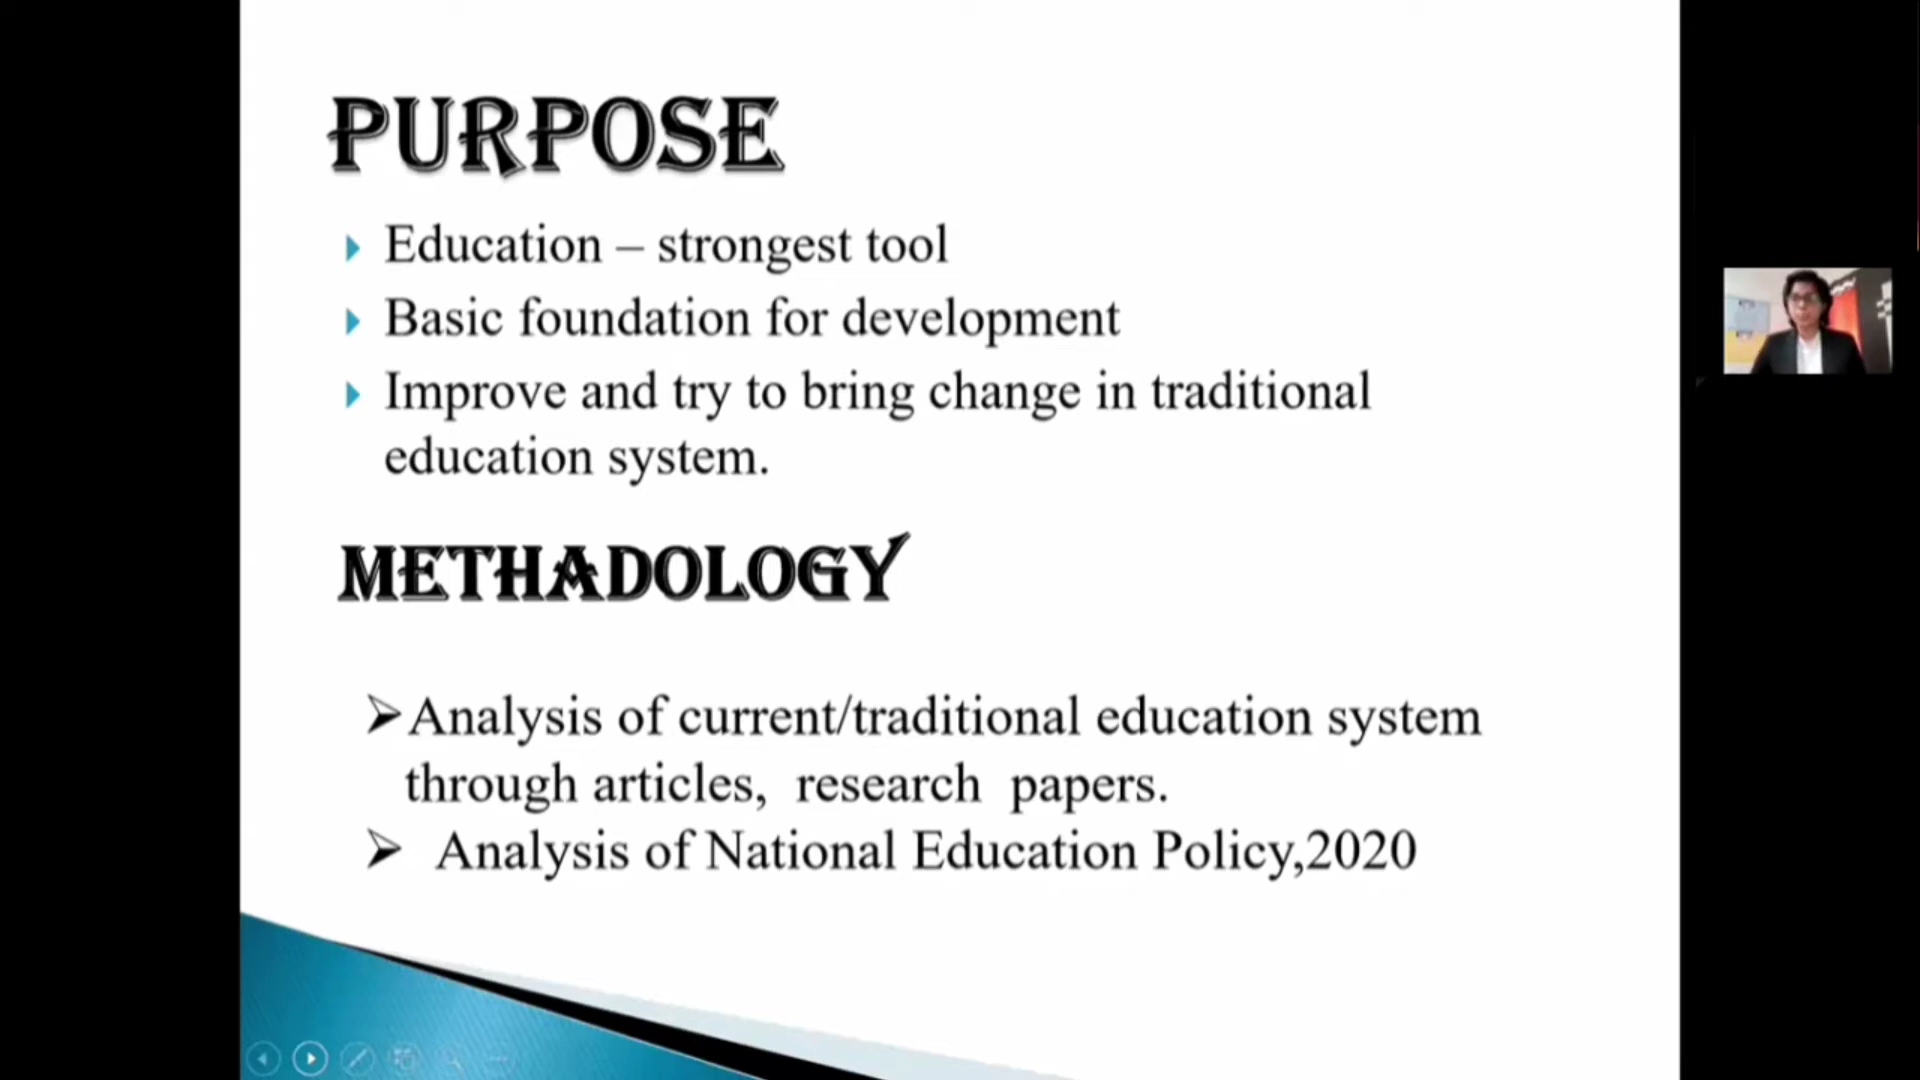 PURPOSE
Education – strongest tool
Basic foundation for development
Improve and try to bring change in traditional
education system.
METHADOLOGY
Analysis of current/traditional education system
through articles, research papers.
Analysis of National Education Policy,2020